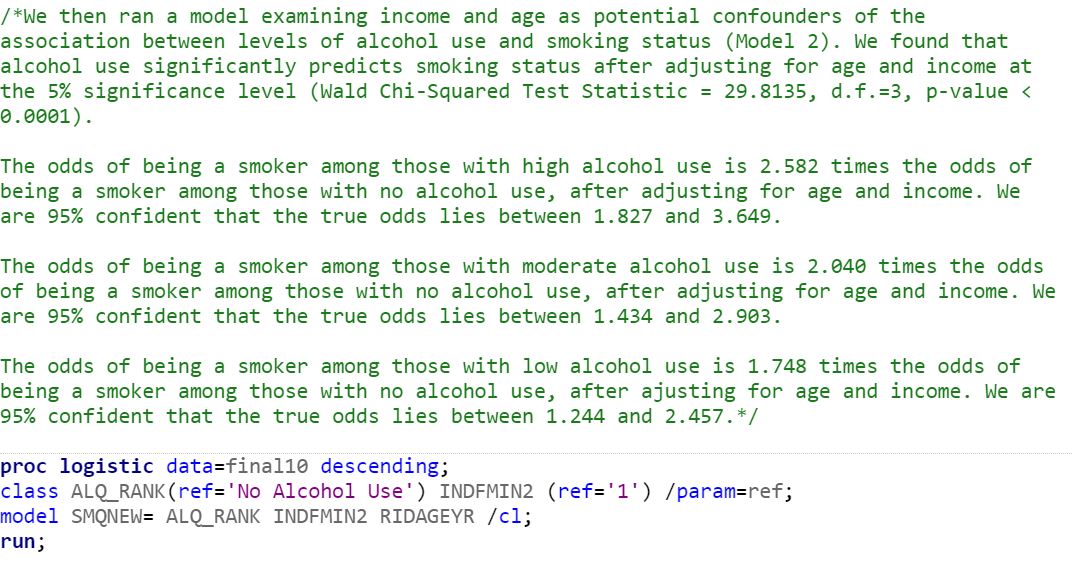 /*We then ran a model examining income and age as potential confounders of the
association between levels of alcohol use and smoking status (Model 2). We found that
alcohol use significantly predicts smoking status after adjusting for age and income at
the 5% significance level (Wald Chi-Squared Test Statistic = 29.8135, d.f.=3, p-value <
0.0001).
The odds of being a smoker among those with high alcohol use is 2.582 times the odds of
being a smoker among those with no alcohol use, after adjusting for age and income. We
are 95% confident that the true odds lies between 1.827 and 3.649.
The odds of being a smoker among those with moderate alcohol use is 2.040 times the odds
of being a smoker among those with no alcohol use, after adjusting for age and income. We
are 95% confident that the true odds lies between 1.434 and 2.903.
The odds of being a smoker among those with low alcohol use is 1.748 times the odds of
being a smoker among those with no alcohol use, after ajusting for age and income. We are
95% confident that the true odds lies between 1.244 and 2.457.*/
proc logistic data=final10 descending;
class ALQ_RANK(ref='No Alcohol Use') INDFMIN2 (ref='1') /param=ref;
model SMQNEW= ALQ_RANK INDFMIN2 RIDAGEYR /cl;
run;